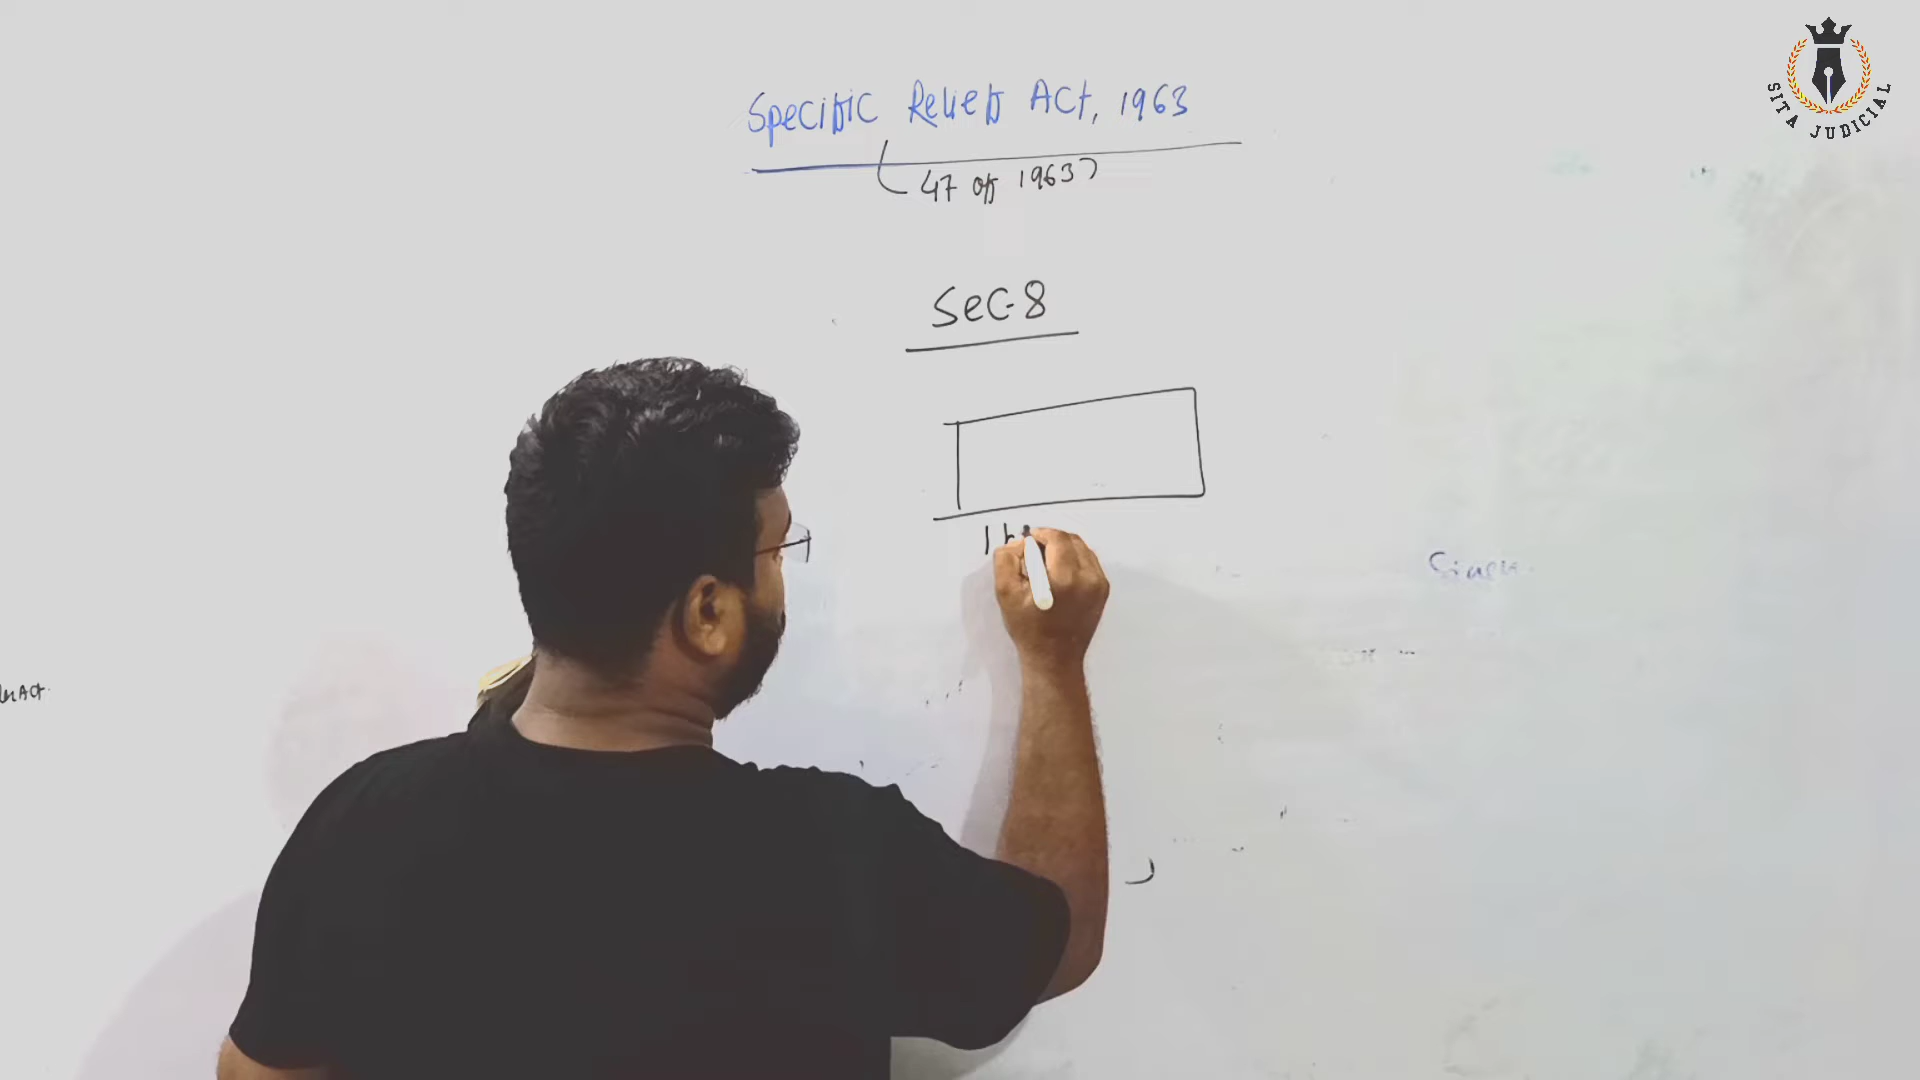 Specific Relief Act, 1963
(47 of 1963)
Sec-8
SITA JUDICIAL